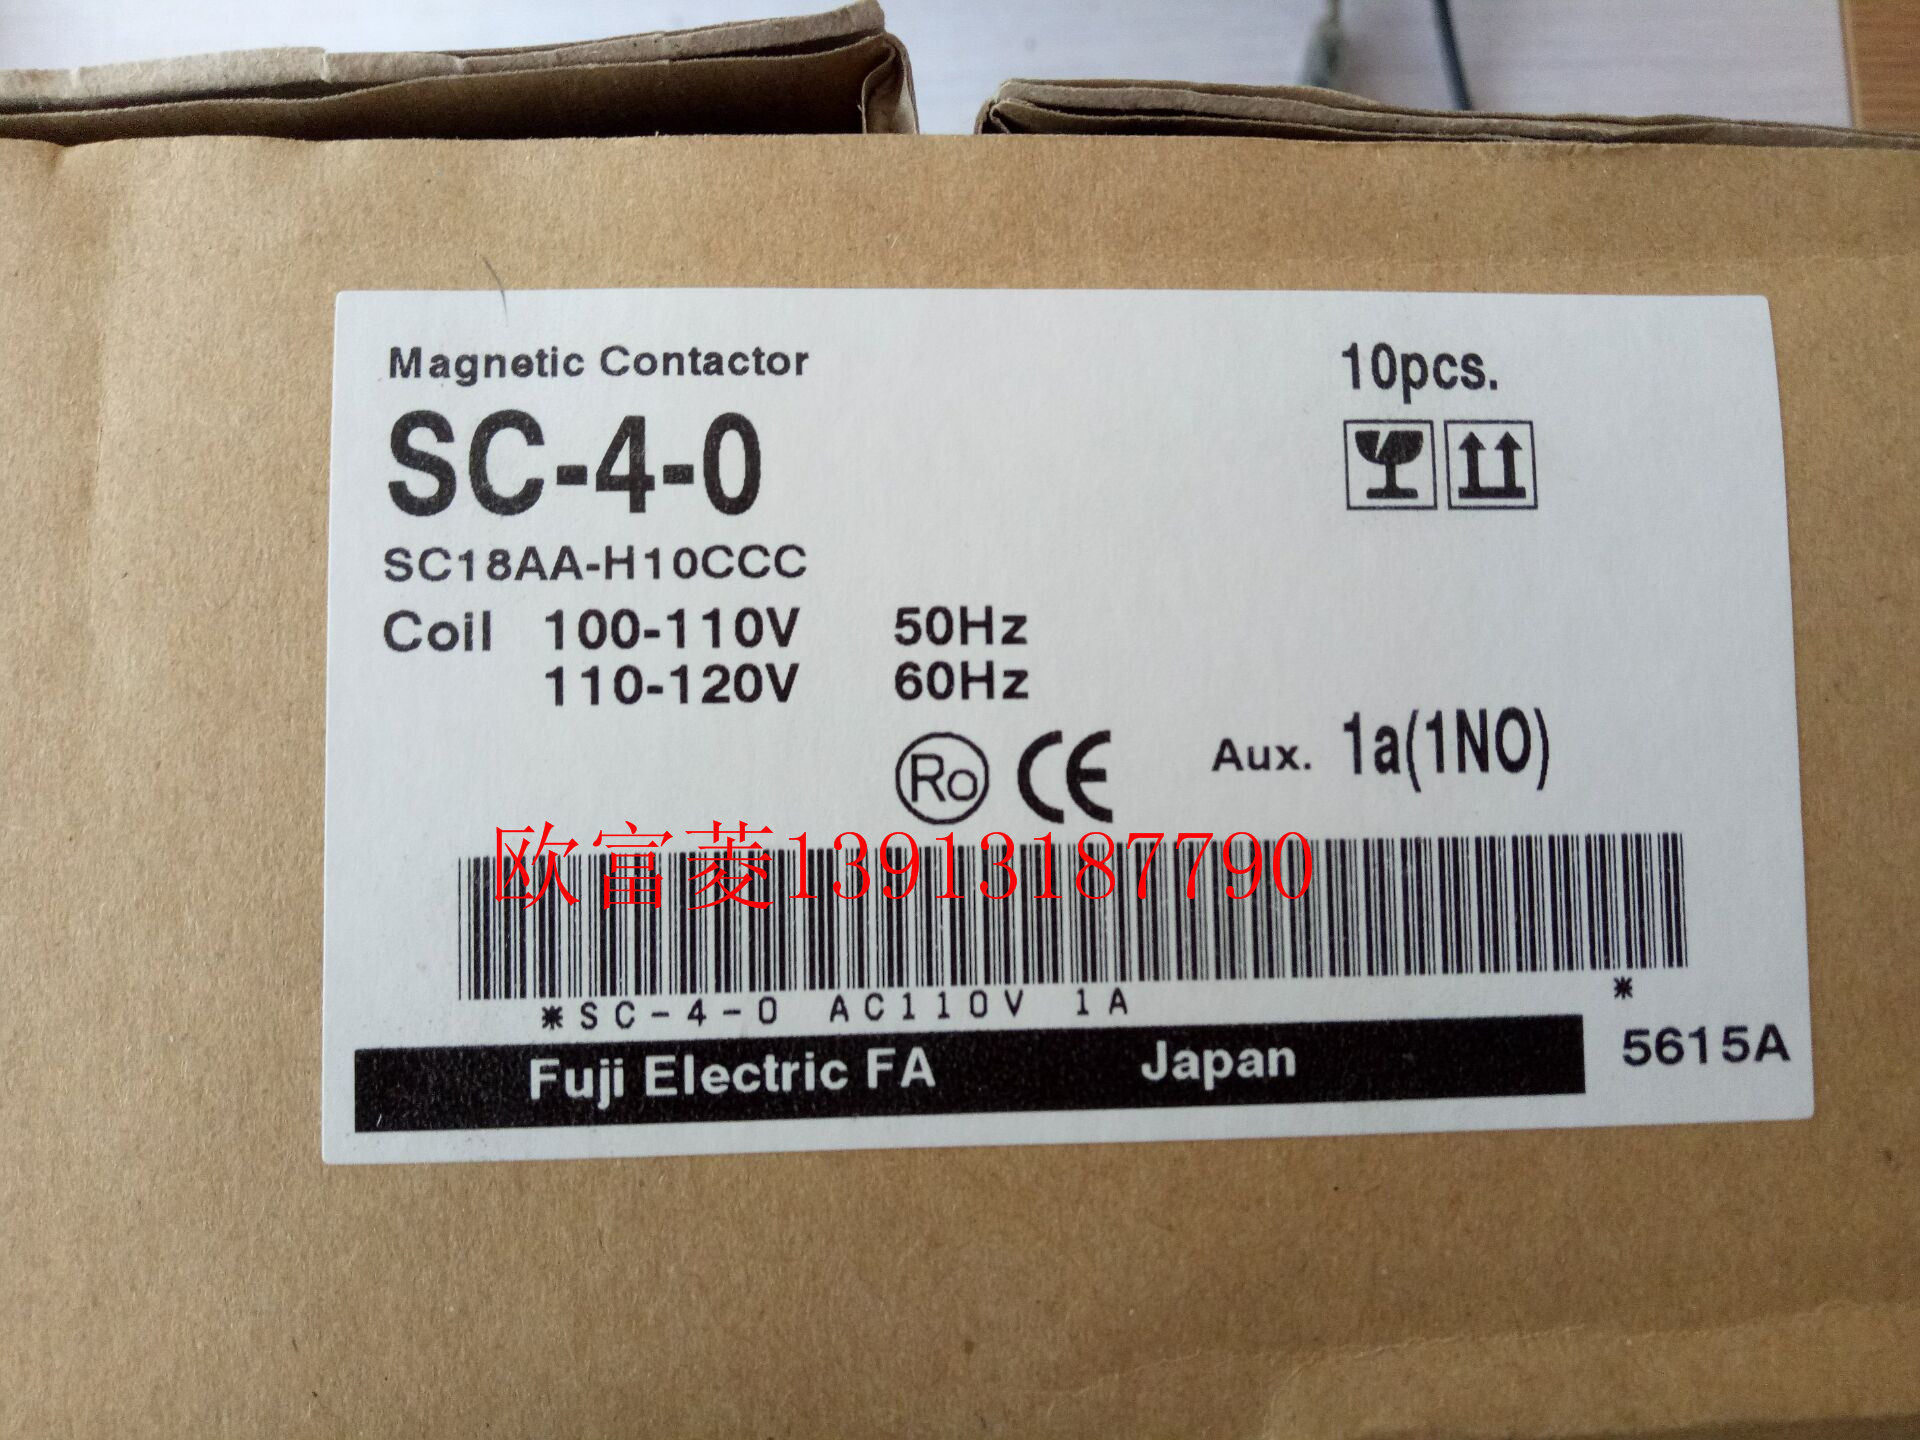 Magnetic Contactor
10pcs.
SC-4-0
SC18AA-H10CCC
Coil 100-110V 50Hz
110-120V 60Hz
Ro CE Aux. 1a(1NO)
欧富菱13913187790
*SC-4-0 AC110V 1A *
Fuji Electric FA Japan 5615A